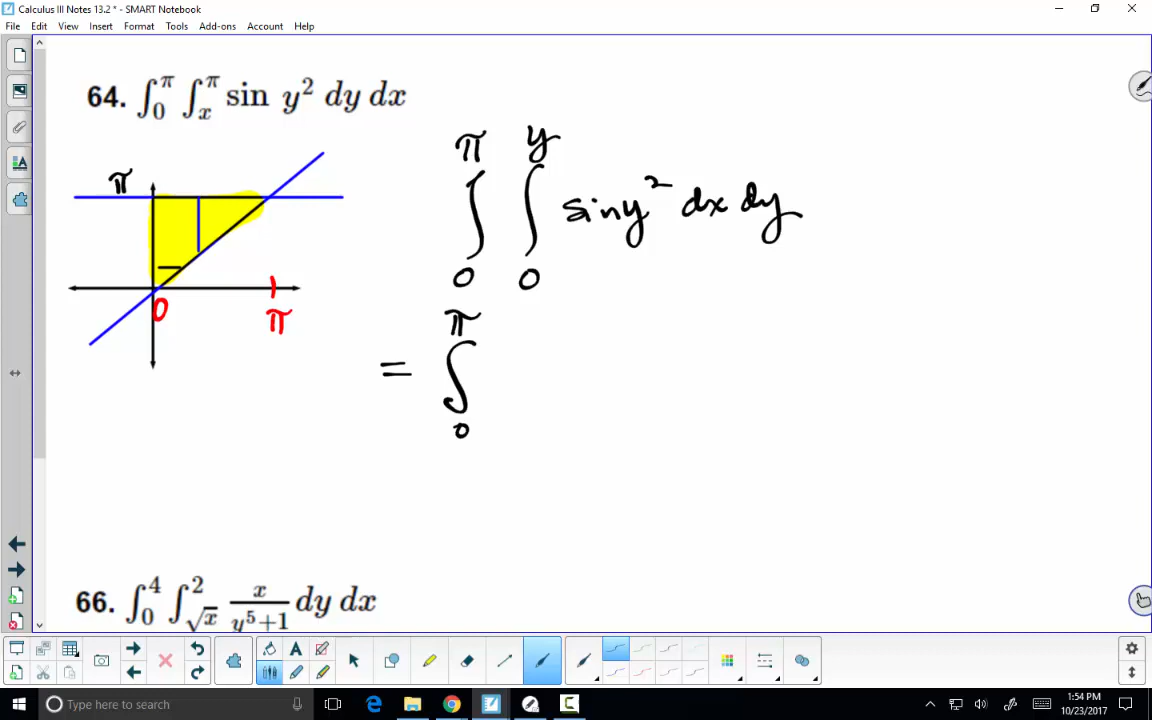 Calculus III Notes 13.2 * - SMART Notebook
File Edit View Insert Format Tools Add-ons Account Help
64. ∫₀^π ∫ₓ^π sin y² dy dx
π
0
π
∫₀^π ∫₀^y sin y² dx dy
= ∫₀^π
66. ∫₀⁴ ∫_√x^2 x/(y⁵+1) dy dx
A
Type here to search
1:54 PM
10/23/2017